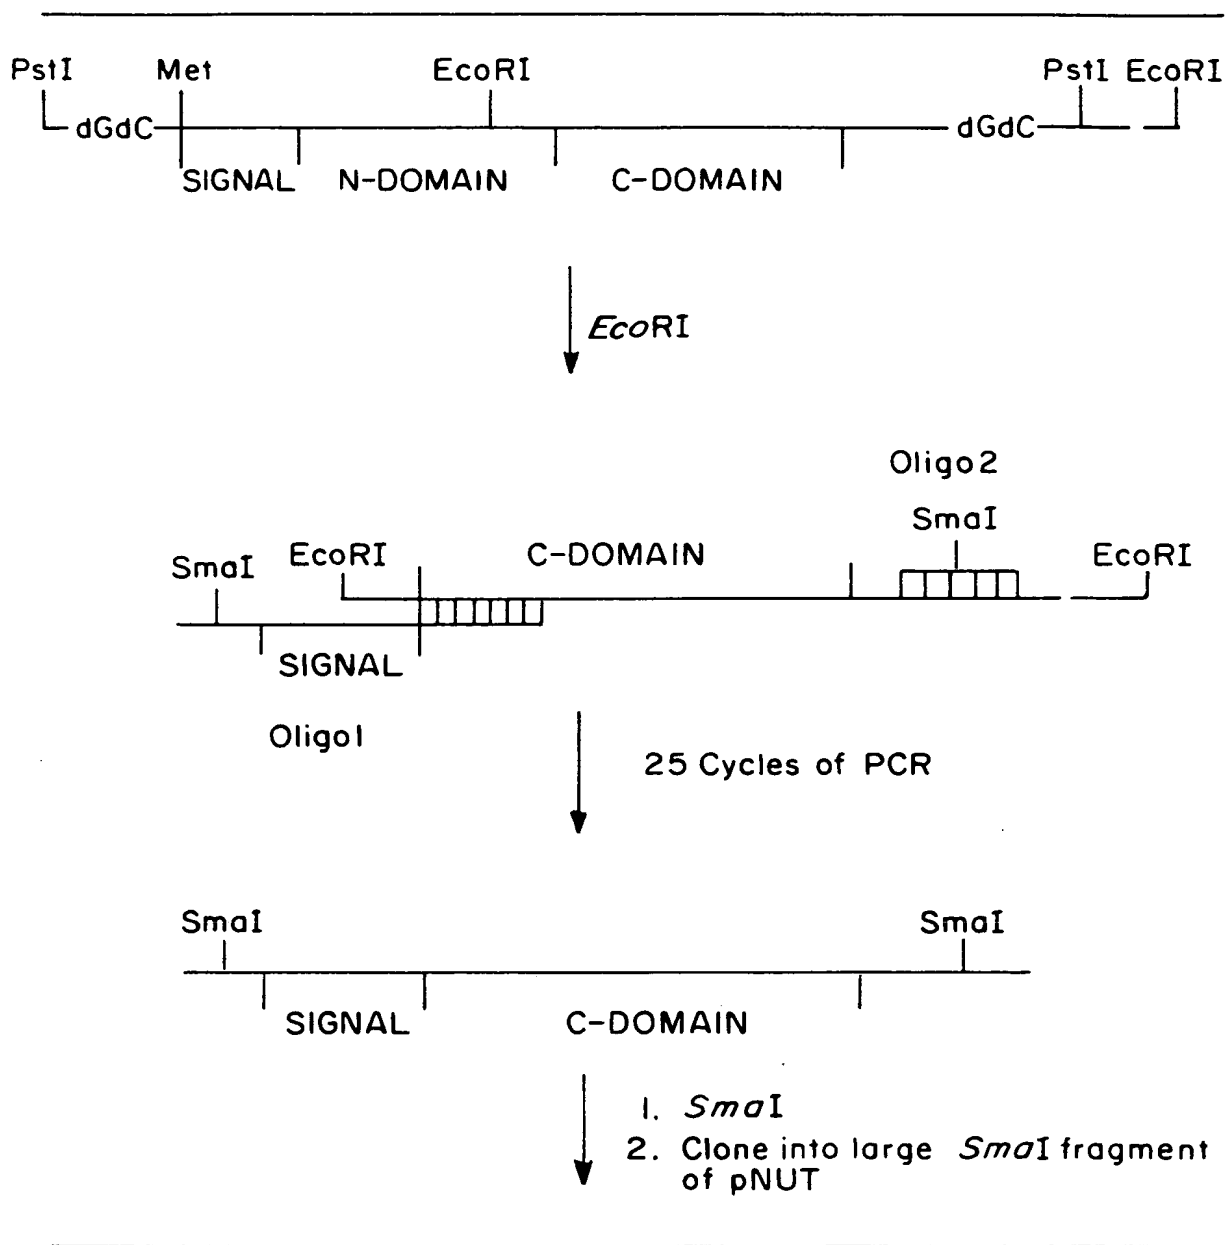 PstI Met EcoRI PstI EcoRI
dGdC dGdC
SIGNAL N-DOMAIN C-DOMAIN
EcoRI
Oligo2
SmaI
SmaI EcoRI C-DOMAIN EcoRI
SIGNAL
Oligo1
25 Cycles of PCR
SmaI SmaI
SIGNAL C-DOMAIN
1. SmaI
2. Clone into large SmaI fragment
of pNUT